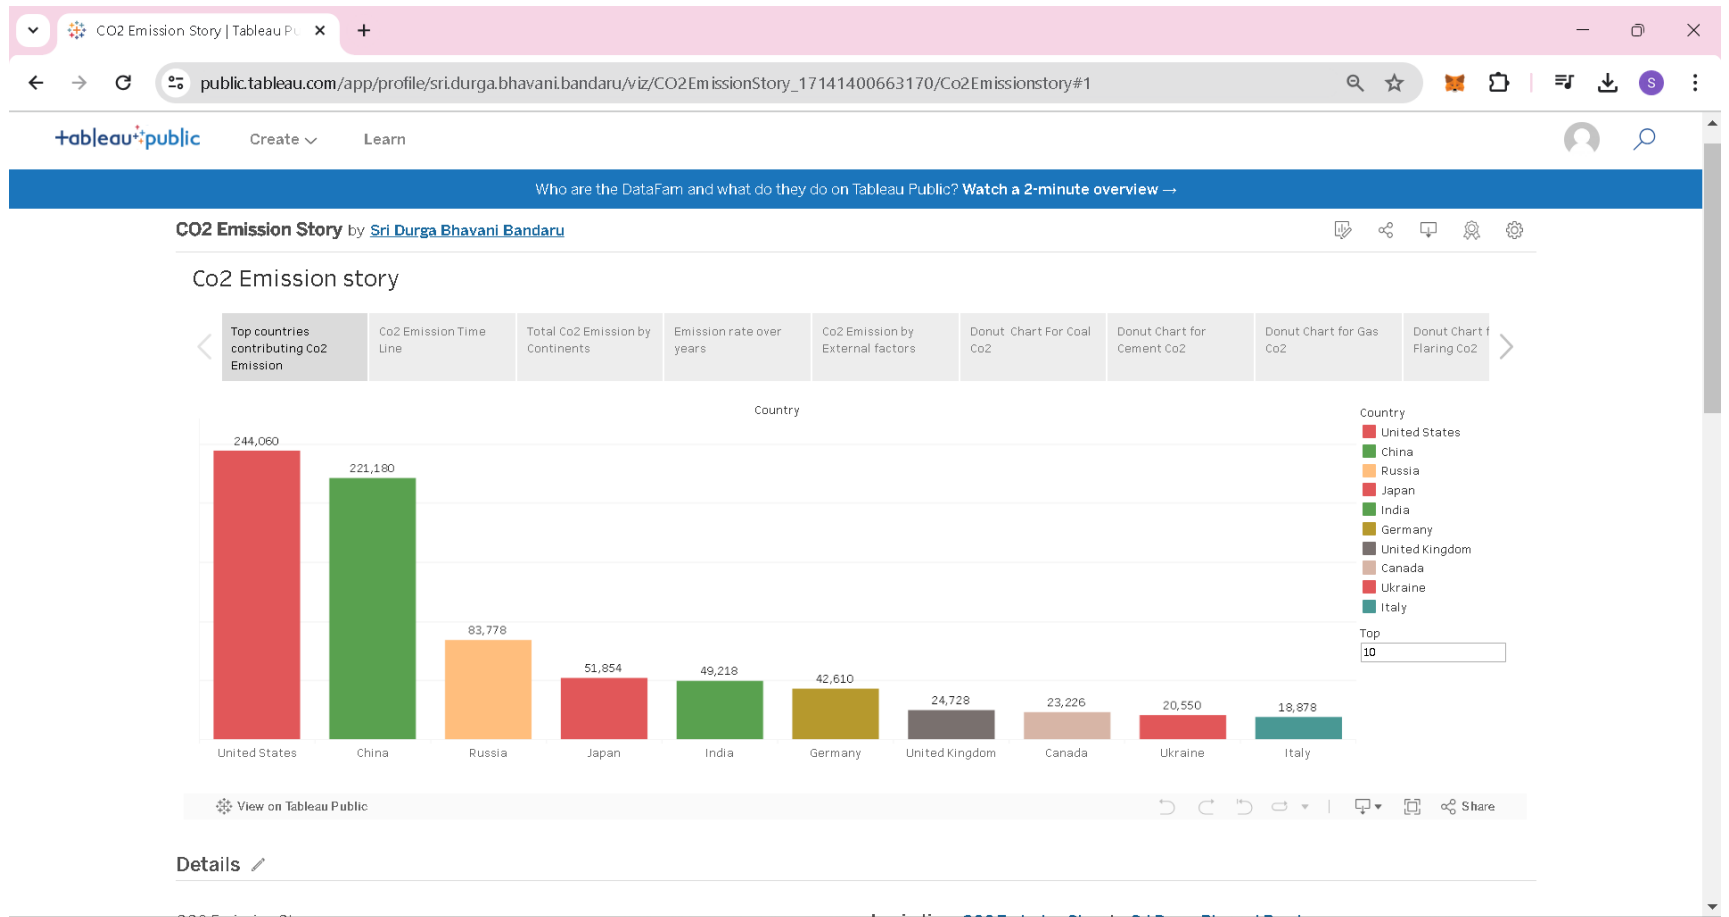 CO2 Emission Story | Tableau Pu
public.tableau.com/app/profile/sri.durga.bhavani.bandaru/viz/CO2EmissionStory_17141400663170/Co2Emissionstory#1
S
+ableau public
Create
Learn
Who are the DataFam and what do they do on Tableau Public? Watch a 2-minute overview →
CO2 Emission Story by Sri Durga Bhavani Bandaru
Co2 Emission story
Top countries
contributing Co2
Emission
Co2 Emission Time
Line
Total Co2 Emission by
Continents
Emission rate over
years
Co2 Emission by
External factors
Donut Chart For Coal
Co2
Donut Chart for
Cement Co2
Donut Chart for Gas
Co2
Donut Chart f
Flaring Co2
Country
244,060
221,180
83,778
51,854
49,218
42,610
24,728
23,226
20,550
18,878
United States
China
Russia
Japan
India
Germany
United Kingdom
Canada
Ukraine
Italy
Country
United States
China
Russia
Japan
India
Germany
United Kingdom
Canada
Ukraine
Italy
Top
10
View on Tableau Public
Share
Details